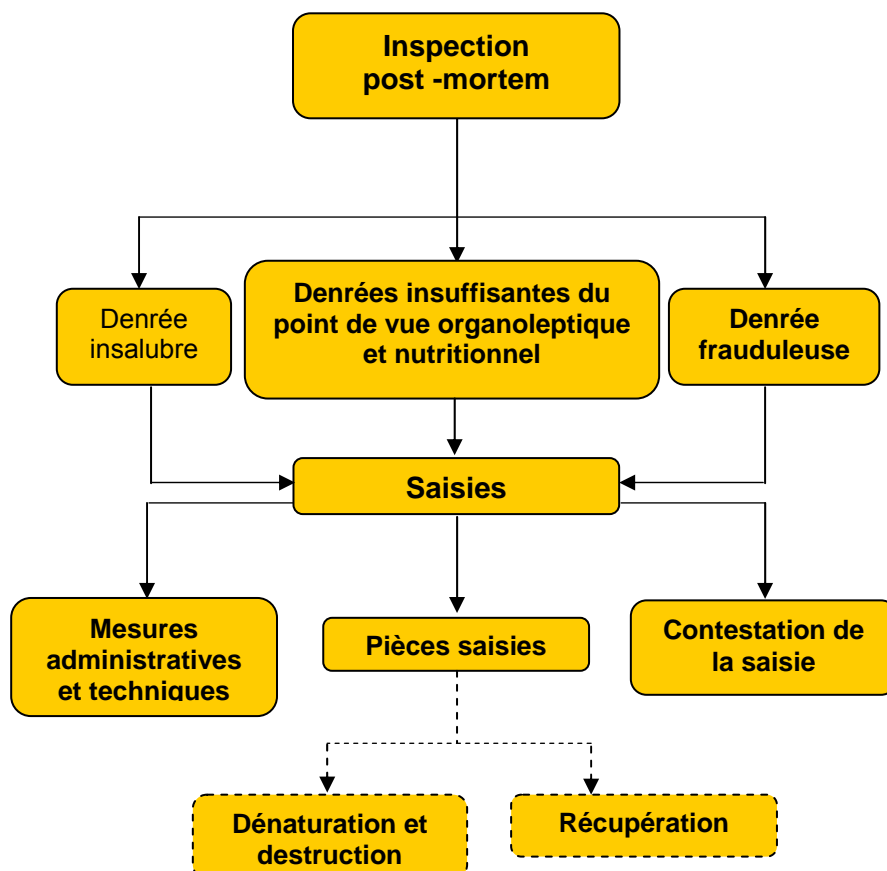 Inspection
post -mortem
Denrée
insalubre
Denrées insuffisantes du
point de vue organoleptique
et nutritionnel
Denrée
frauduleuse
Saisies
Mesures
administratives
et techniques
Pièces saisies
Contestation de
la saisie
Dénaturation et
destruction
Récupération